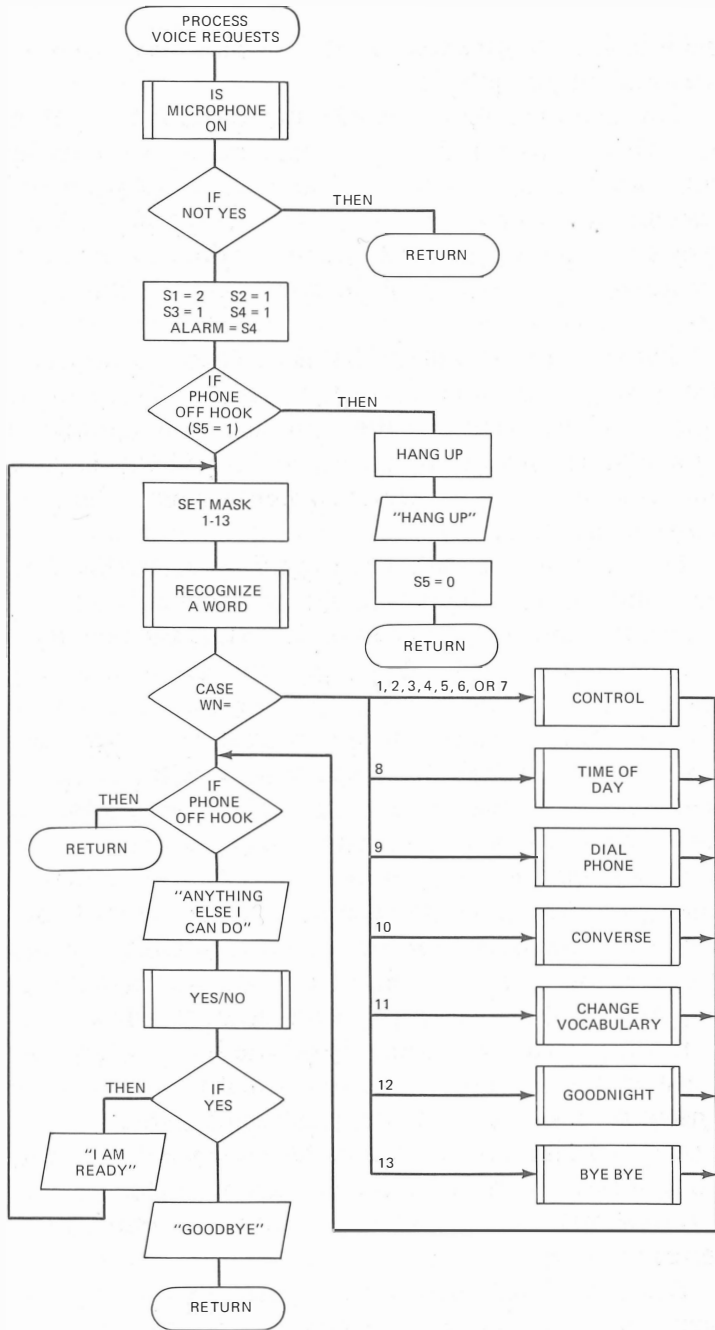 PROCESS
VOICE REQUESTS
IS
MICROPHONE
ON
IF
NOT YES
THEN
RETURN
S1 = 2 S2 = 1
S3 = 1 S4 = 1
ALARM = S4
IF
PHONE
OFF HOOK
(S5 = 1)
THEN
HANG UP
"HANG UP"
S5 = 0
RETURN
SET MASK
1-13
RECOGNIZE
A WORD
CASE
WN=
1, 2, 3, 4, 5, 6, OR 7
CONTROL
8
TIME OF
DAY
9
DIAL
PHONE
10
CONVERSE
11
CHANGE
VOCABULARY
12
GOODNIGHT
13
BYE BYE
IF
PHONE
OFF HOOK
THEN
RETURN
"ANYTHING
ELSE I
CAN DO"
YES/NO
IF
YES
THEN
"I AM
READY"
"GOODBYE"
RETURN